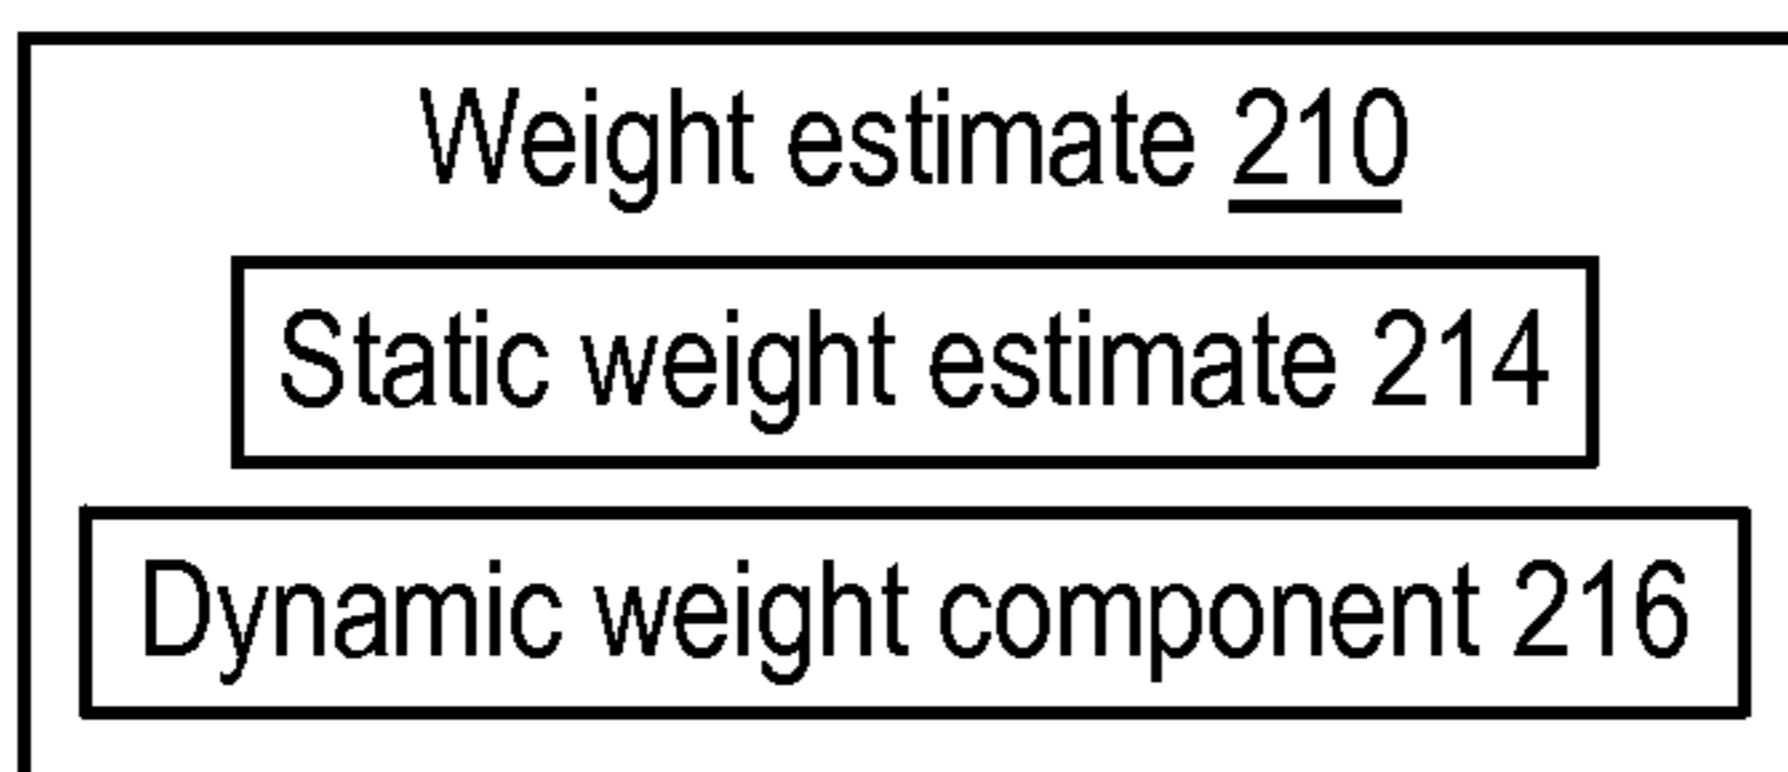 Weight estimate 210
Static weight estimate 214
Dynamic weight component 216